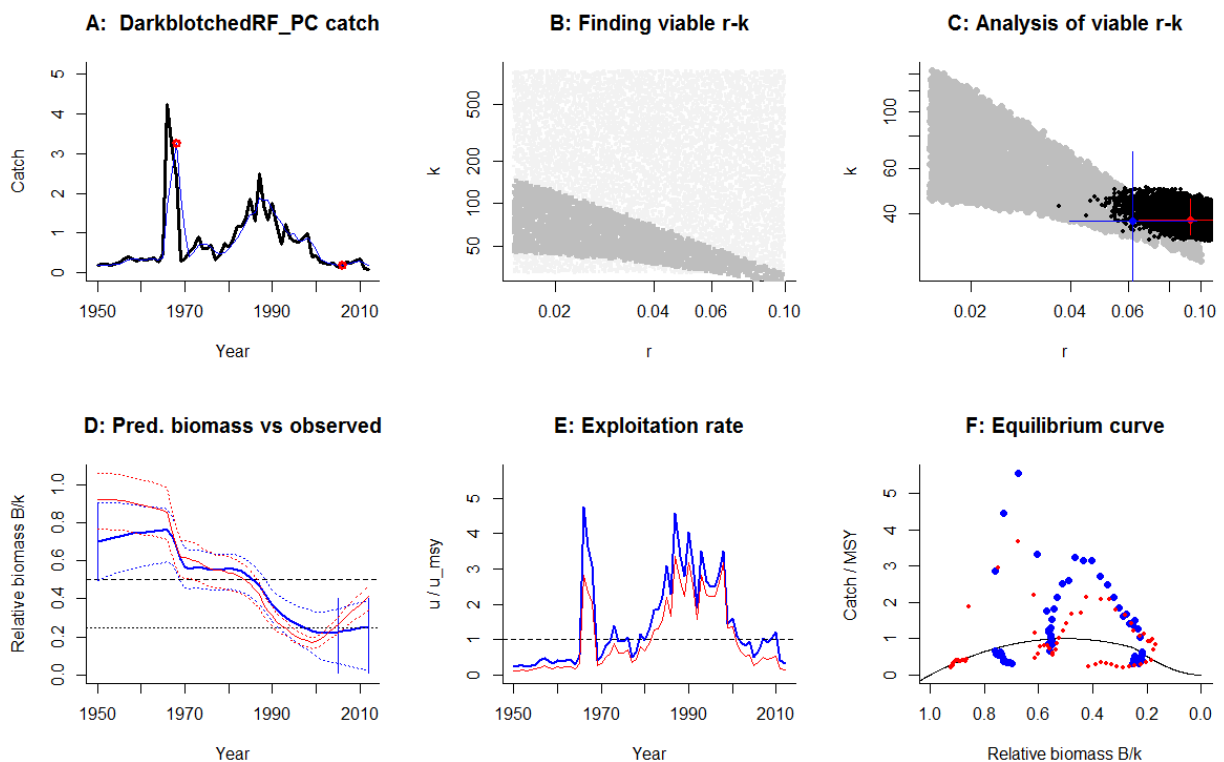 A: DarkblotchedRF_PC catch
B: Finding viable r-k
C: Analysis of viable r-k
Catch
0 1 2 3 4 5
1950 1970 1990 2010
Year
k
50 100 200 500
0.02 0.04 0.06 0.10
r
k
40 60 100
0.02 0.04 0.06 0.10
r
D: Pred. biomass vs observed
E: Exploitation rate
F: Equilibrium curve
Relative biomass B/k
0.0 0.2 0.4 0.6 0.8 1.0
1950 1970 1990 2010
Year
u / u_msy
0 1 2 3 4 5
1950 1970 1990 2010
Year
Catch / MSY
0 1 2 3 4 5
1.0 0.8 0.6 0.4 0.2 0.0
Relative biomass B/k